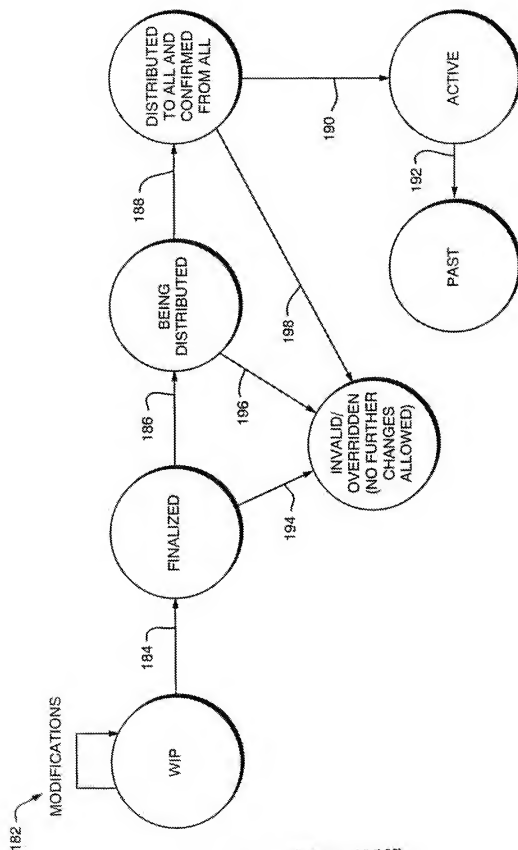 182
MODIFICATIONS
WIP
184
FINALIZED
186
BEING
DISTRIBUTED
188
DISTRIBUTED
TO ALL AND
CONFIRMED
FROM ALL
194
196
198
190
INVALID/
OVERRIDDEN
(NO FURTHER
CHANGES
ALLOWED)
PAST
192
ACTIVE